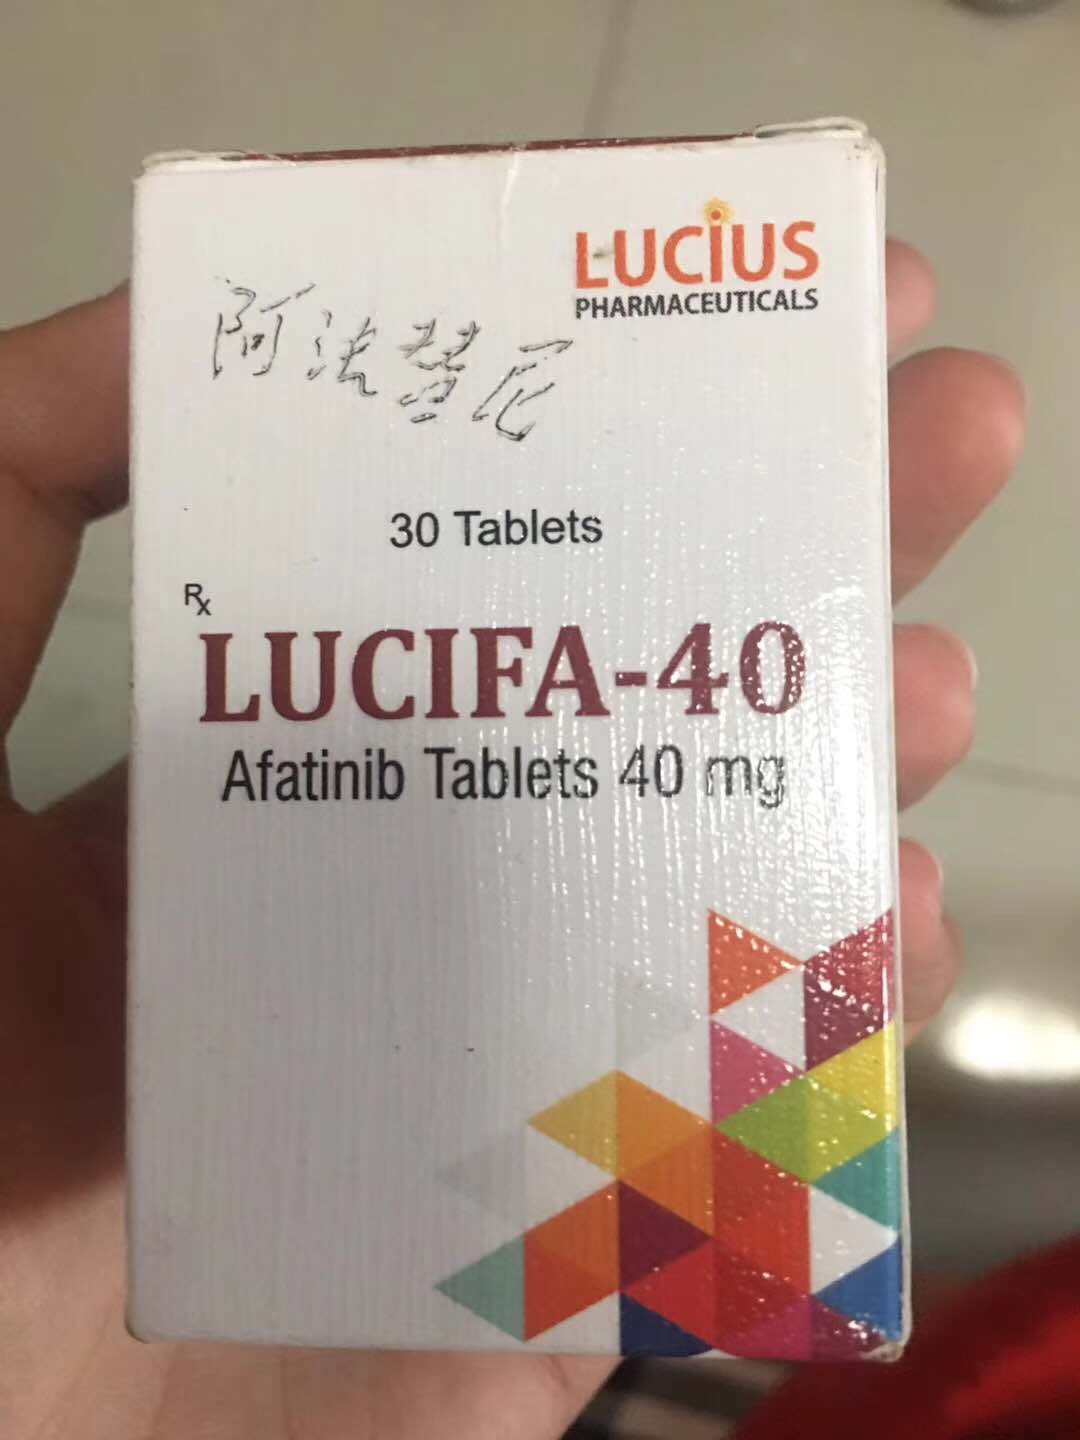 LUCIUS
PHARMACEUTICALS
阿法替尼
30 Tablets
Rx
LUCIFA-40
Afatinib Tablets 40 mg